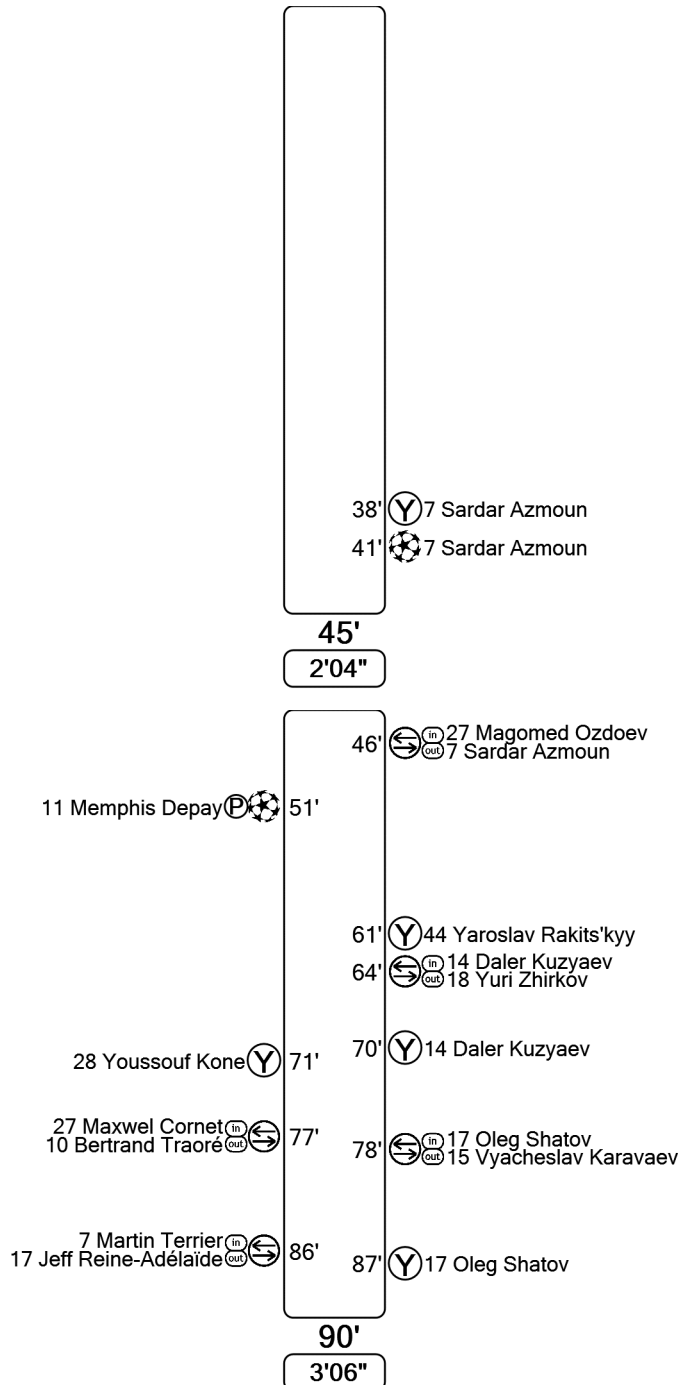 38' Y 7 Sardar Azmoun
41' 7 Sardar Azmoun
45'
2'04"
46' in 27 Magomed Ozdoev
out 7 Sardar Azmoun
11 Memphis Depay P 51'
61' Y 44 Yaroslav Rakits'kyy
64' in 14 Daler Kuzyaev
out 18 Yuri Zhirkov
70' Y 14 Daler Kuzyaev
28 Youssouf Kone Y 71'
27 Maxwel Cornet in 77'
10 Bertrand Traoré out
78' in 17 Oleg Shatov
out 15 Vyacheslav Karavaev
7 Martin Terrier in 86'
17 Jeff Reine-Adélaïde out
87' Y 17 Oleg Shatov
90'
3'06"